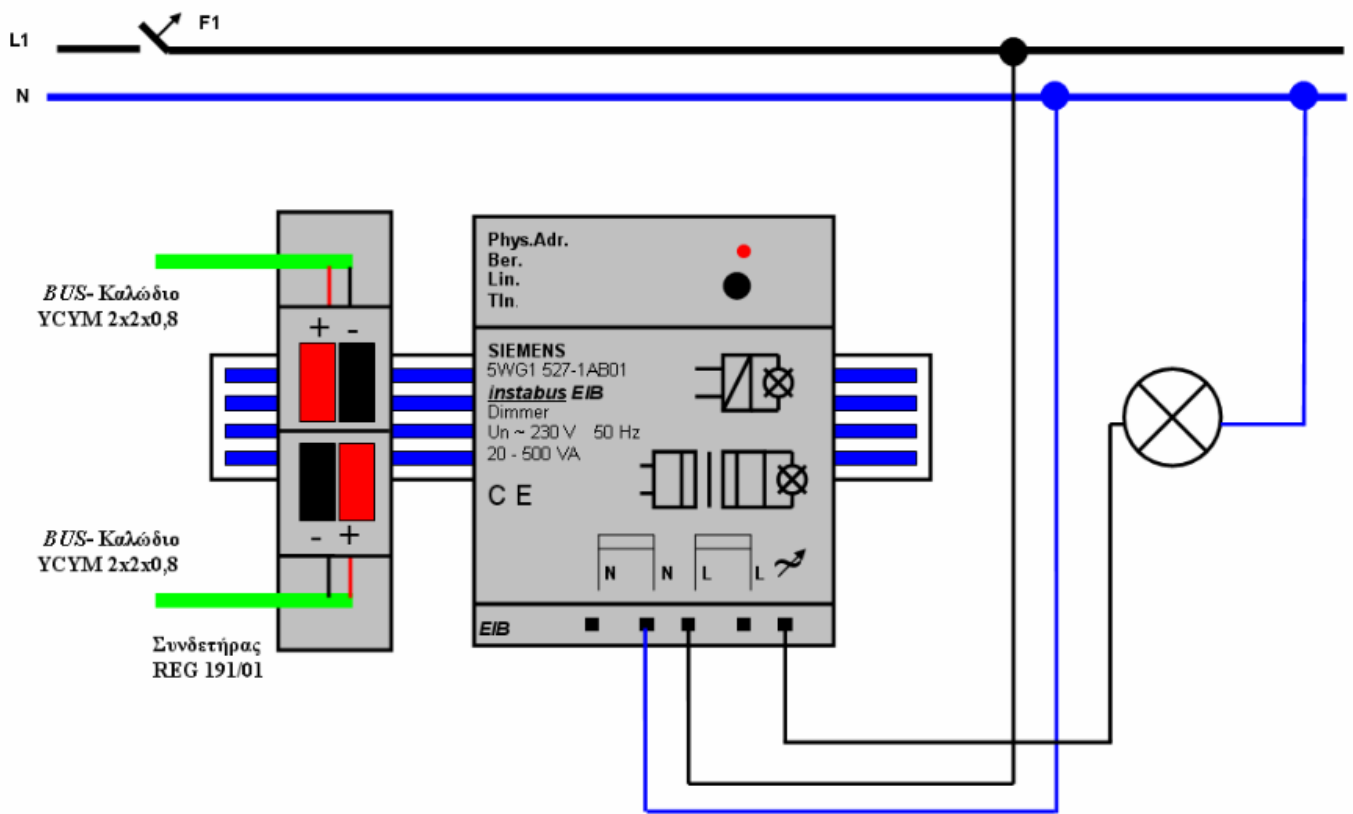 L1
F1
N
BUS- Καλώδιο
YCYM 2x2x0,8
+ -
- +
BUS- Καλώδιο
YCYM 2x2x0,8
Συνδετήρας
REG 191/01
Phys.Adr.
Ber.
Lin.
Tln.
SIEMENS
5WG1 527-1AB01
instabus EIB
Dimmer
Un ~ 230 V 50 Hz
20 - 500 VA
C E
N N L L
EIB